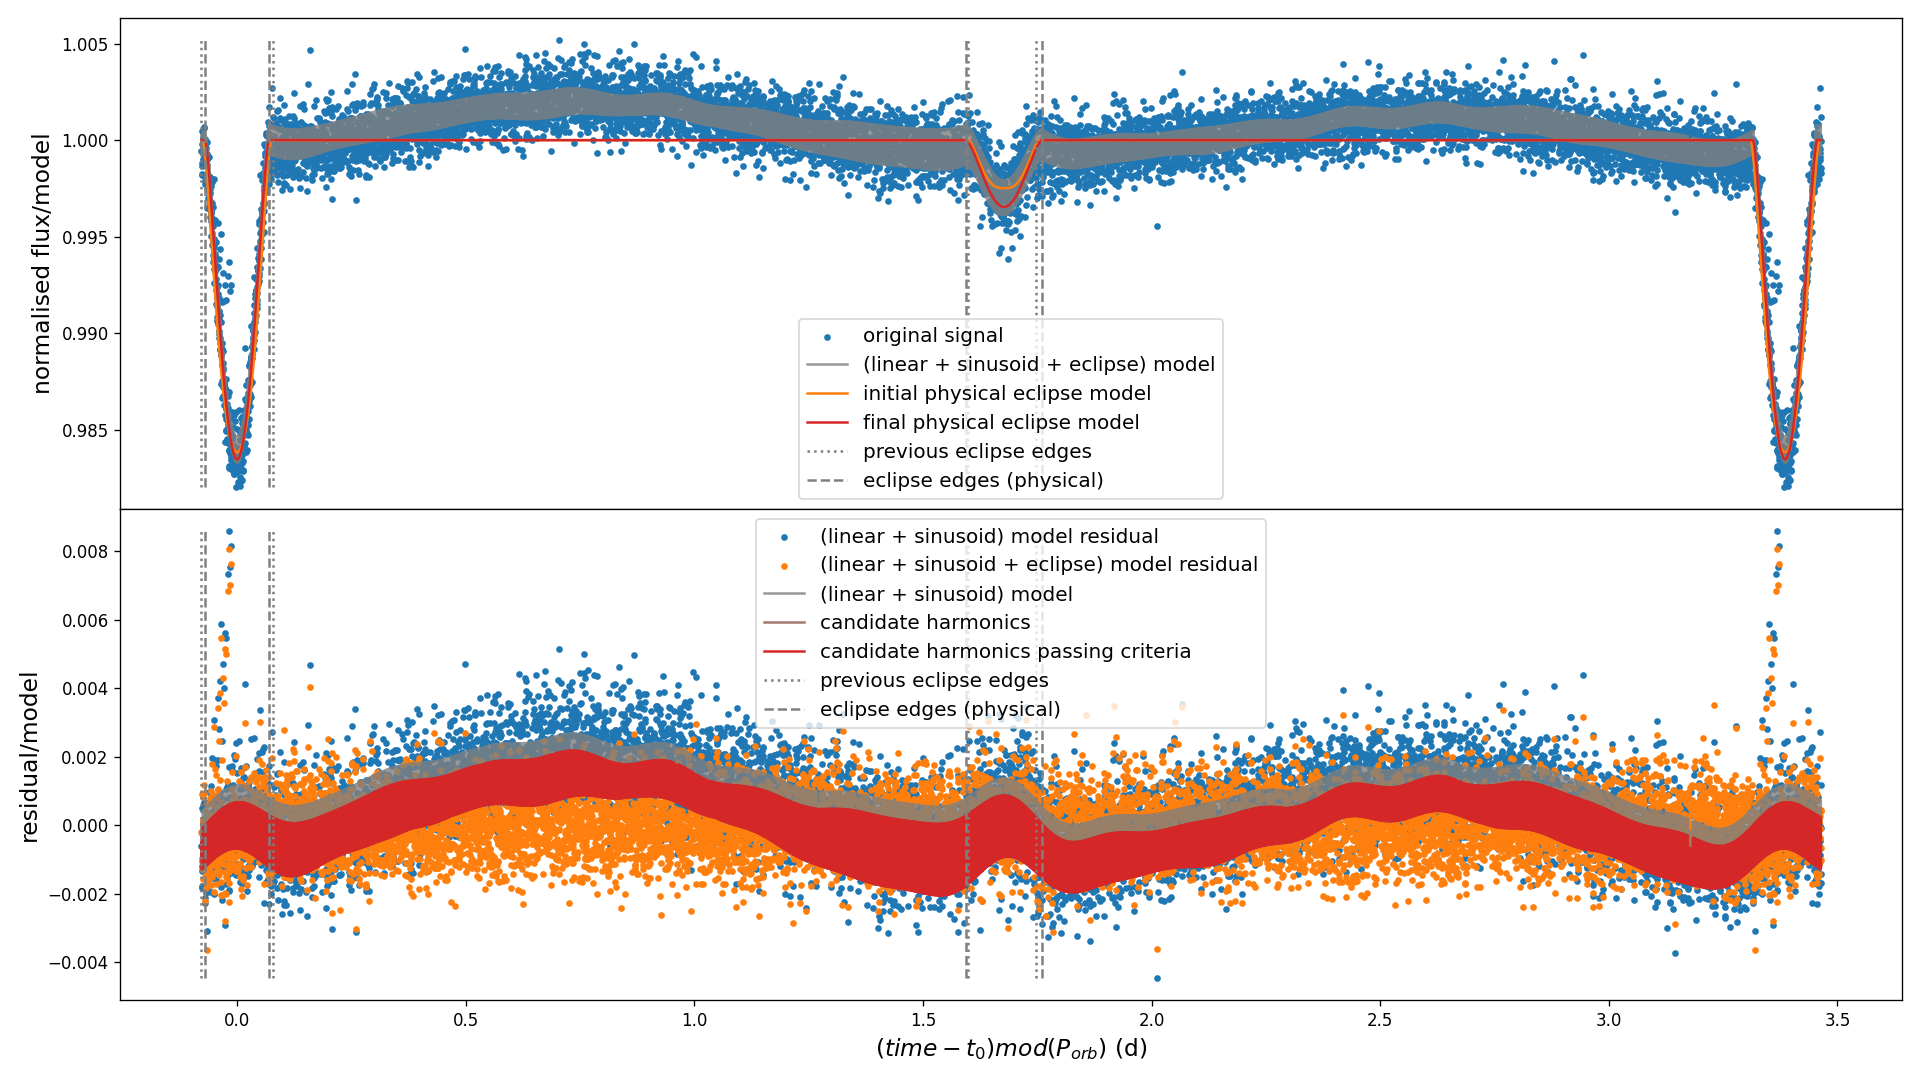 1.005
1.000
0.995
0.990
0.985
normalised flux/model
original signal
(linear + sinusoid + eclipse) model
initial physical eclipse model
final physical eclipse model
previous eclipse edges
eclipse edges (physical)
0.008
0.006
0.004
0.002
0.000
−0.002
−0.004
residual/model
(linear + sinusoid) model residual
(linear + sinusoid + eclipse) model residual
(linear + sinusoid) model
candidate harmonics
candidate harmonics passing criteria
previous eclipse edges
eclipse edges (physical)
0.0 0.5 1.0 1.5 2.0 2.5 3.0 3.5
(time − t₀)mod(P_orb) (d)